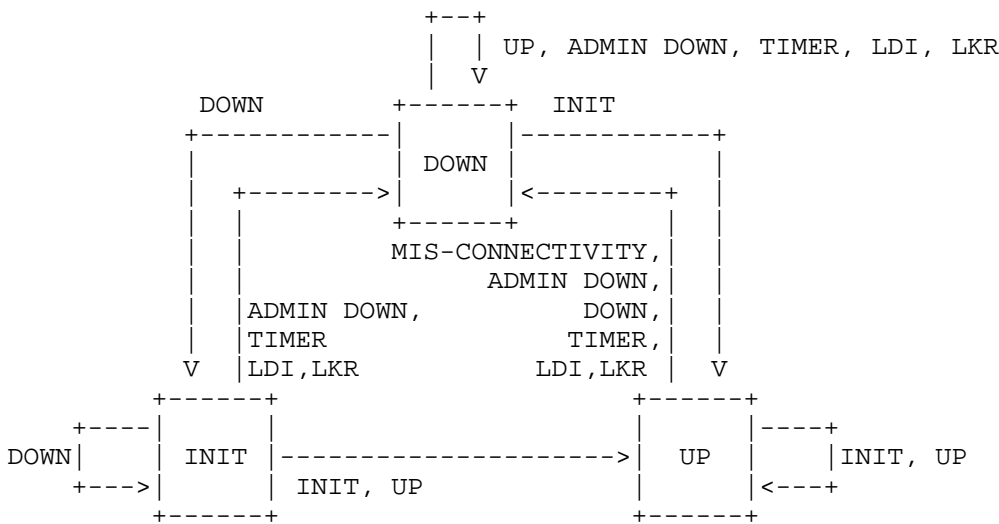 UP, ADMIN DOWN, TIMER, LDI, LKR
DOWN INIT
DOWN
MIS-CONNECTIVITY,
ADMIN DOWN,
ADMIN DOWN, DOWN,
TIMER TIMER,
LDI,LKR LDI,LKR
DOWN INIT UP INIT, UP
INIT, UP